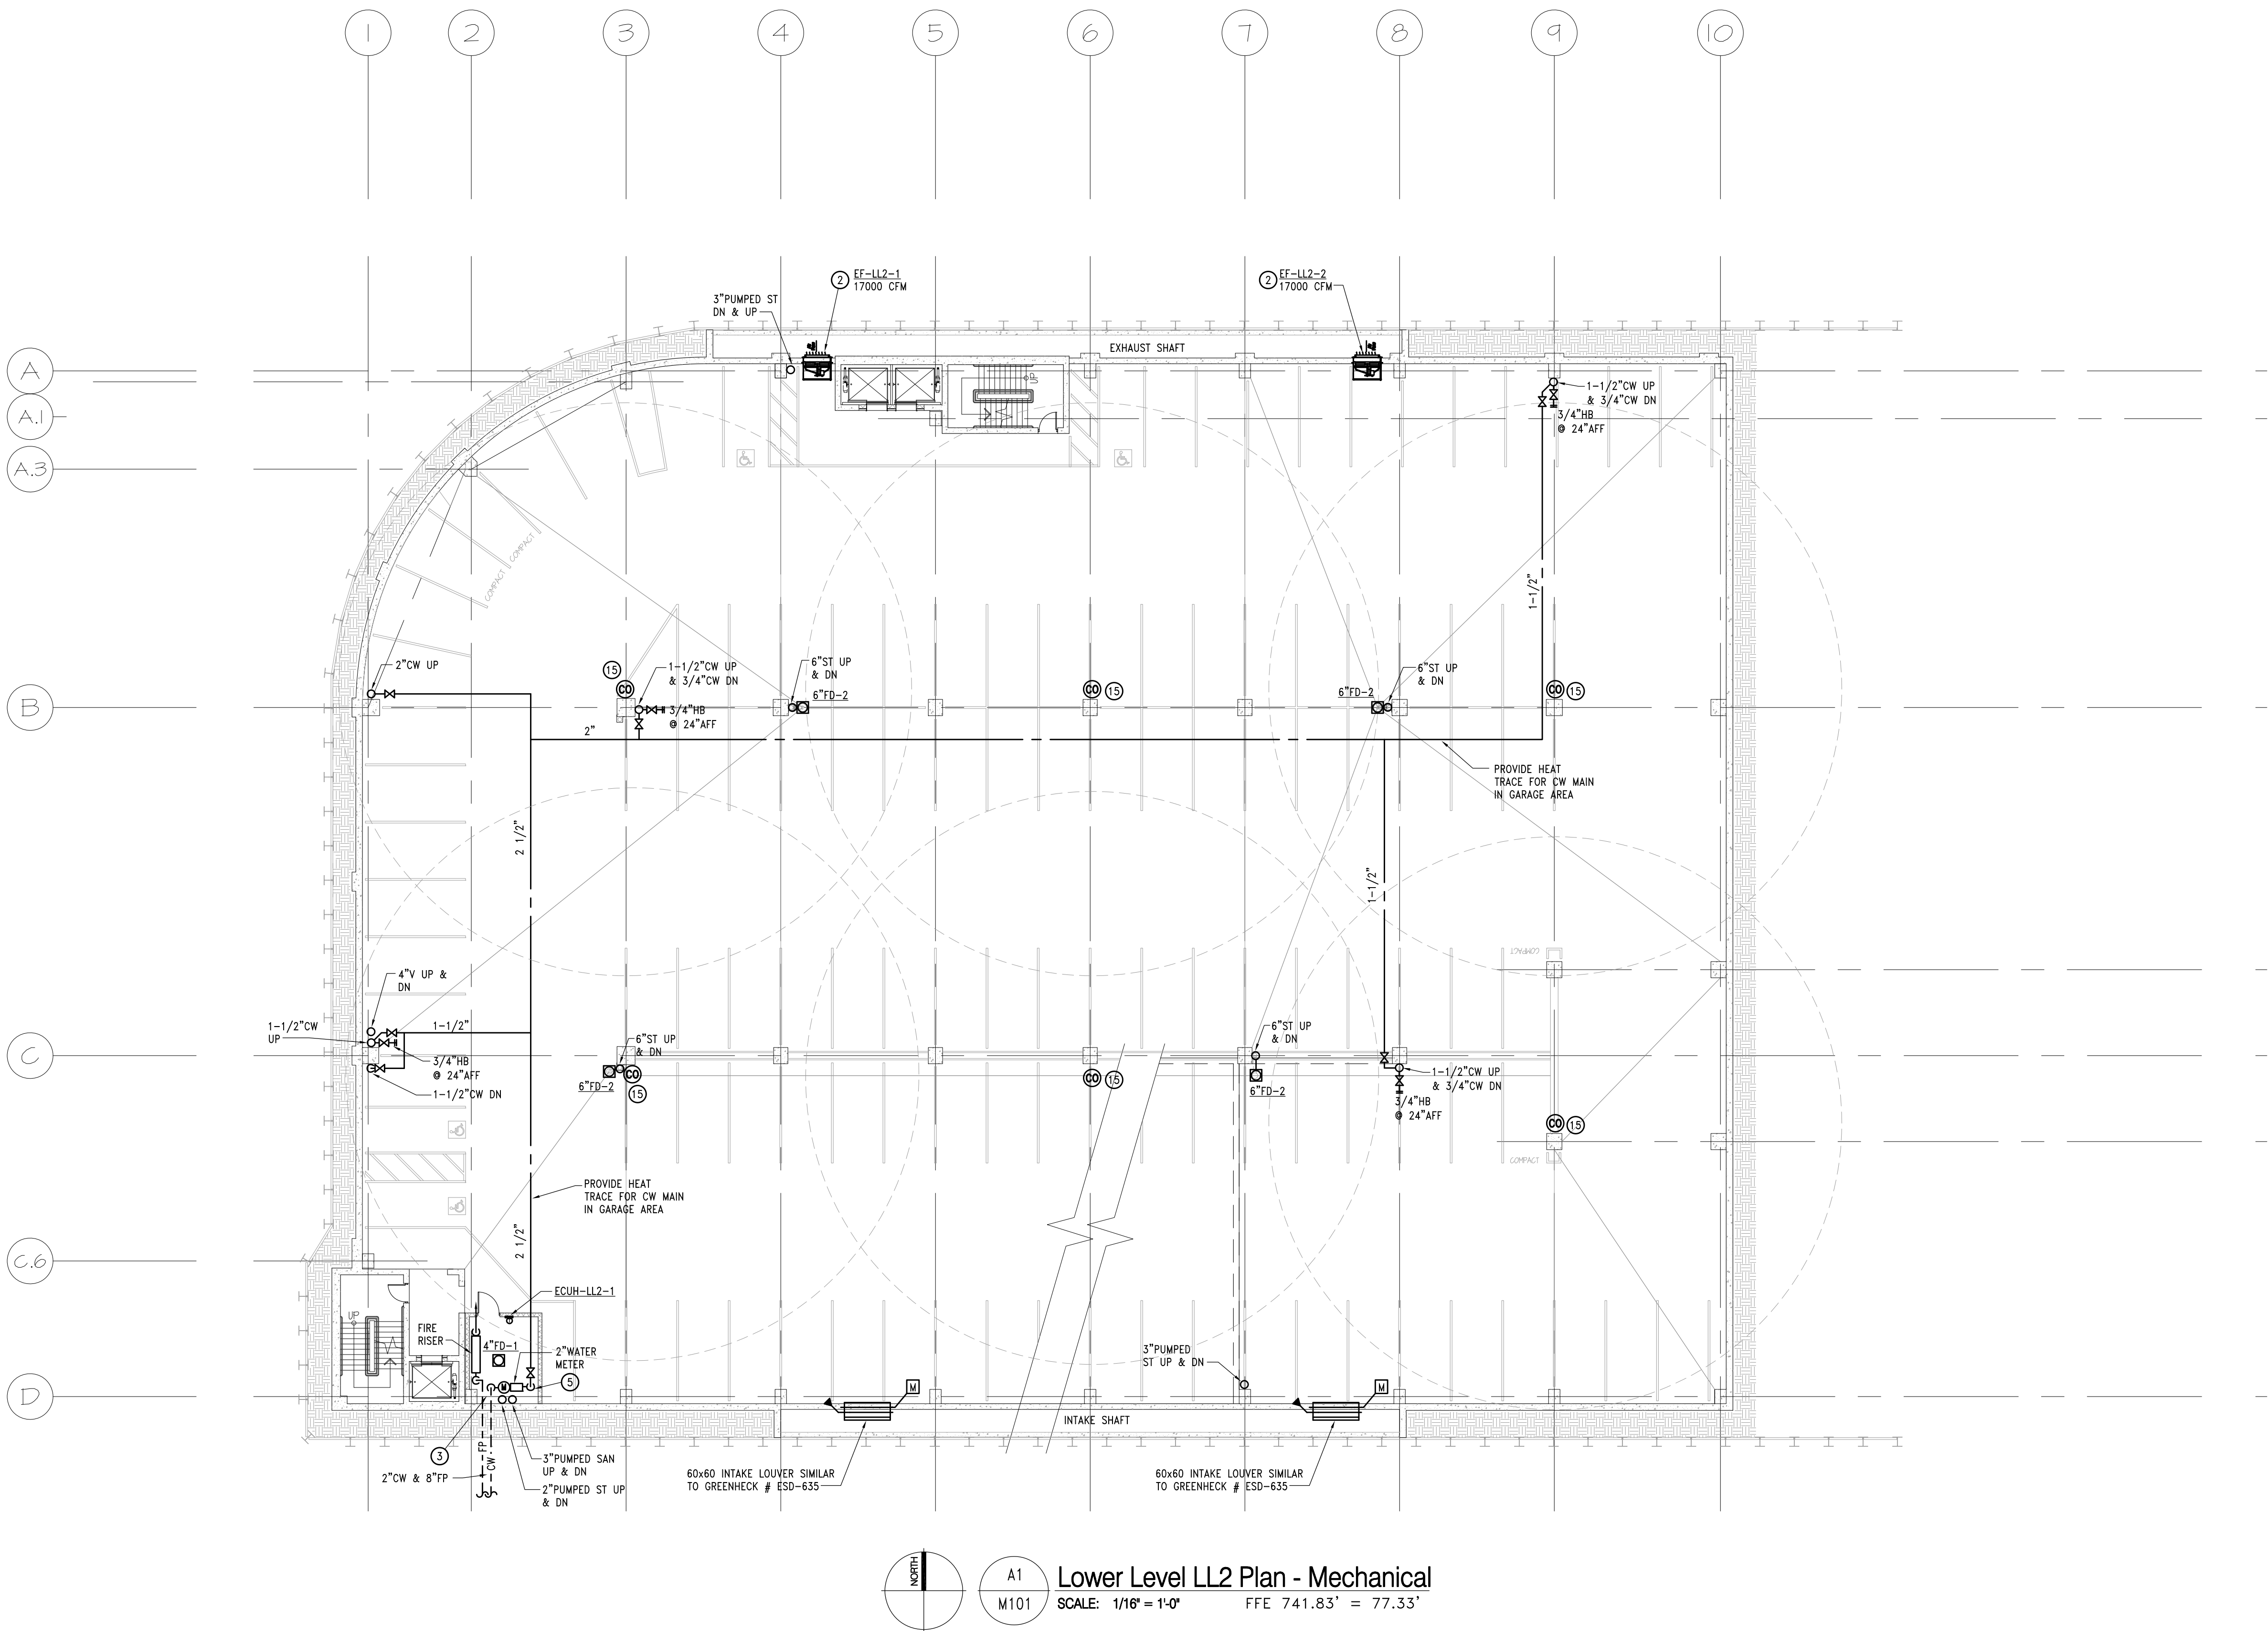 1
2
3
4
5
6
7
8
9
10
2
EF-LL2-1
17000 CFM
2
EF-LL2-2
17000 CFM
3"PUMPED ST
DN & UP
EXHAUST SHAFT
A
A.1
A.3
UP
1-1/2"CW UP
& 3/4"CW DN
3/4"HB
@ 24"AFF
COMPACT
COMPACT
1-1/2"
2"CW UP
15
CO
1-1/2"CW UP
& 3/4"CW DN
3/4"HB
@ 24"AFF
6"ST UP
& DN
6"FD-2
CO
15
6"ST UP
& DN
6"FD-2
CO
15
B
2"
PROVIDE HEAT
TRACE FOR CW MAIN
IN GARAGE AREA
2 1/2"
1-1/2"
COMPACT
4"V UP &
DN
1-1/2"CW
UP
1-1/2"
3/4"HB
@ 24"AFF
1-1/2"CW DN
C
6"ST UP
& DN
6"FD-2
CO
15
CO
15
6"ST UP
& DN
6"FD-2
1-1/2"CW UP
& 3/4"CW DN
3/4"HB
@ 24"AFF
CO
15
COMPACT
PROVIDE HEAT
TRACE FOR CW MAIN
IN GARAGE AREA
2 1/2"
C.6
ECUH-LL2-1
UP
FIRE
RISER
4"FD-1
2"WATER
METER
5
M
D
3"PUMPED
ST UP & DN
M
M
INTAKE SHAFT
3
FP
CW
2"CW & 8"FP
3"PUMPED SAN
UP & DN
2"PUMPED ST UP
& DN
60x60 INTAKE LOUVER SIMILAR
TO GREENHECK # ESD-635
60x60 INTAKE LOUVER SIMILAR
TO GREENHECK # ESD-635
NORTH
A1
M101
Lower Level LL2 Plan - Mechanical
SCALE: 1/16" = 1'-0"
FFE 741.83' = 77.33'